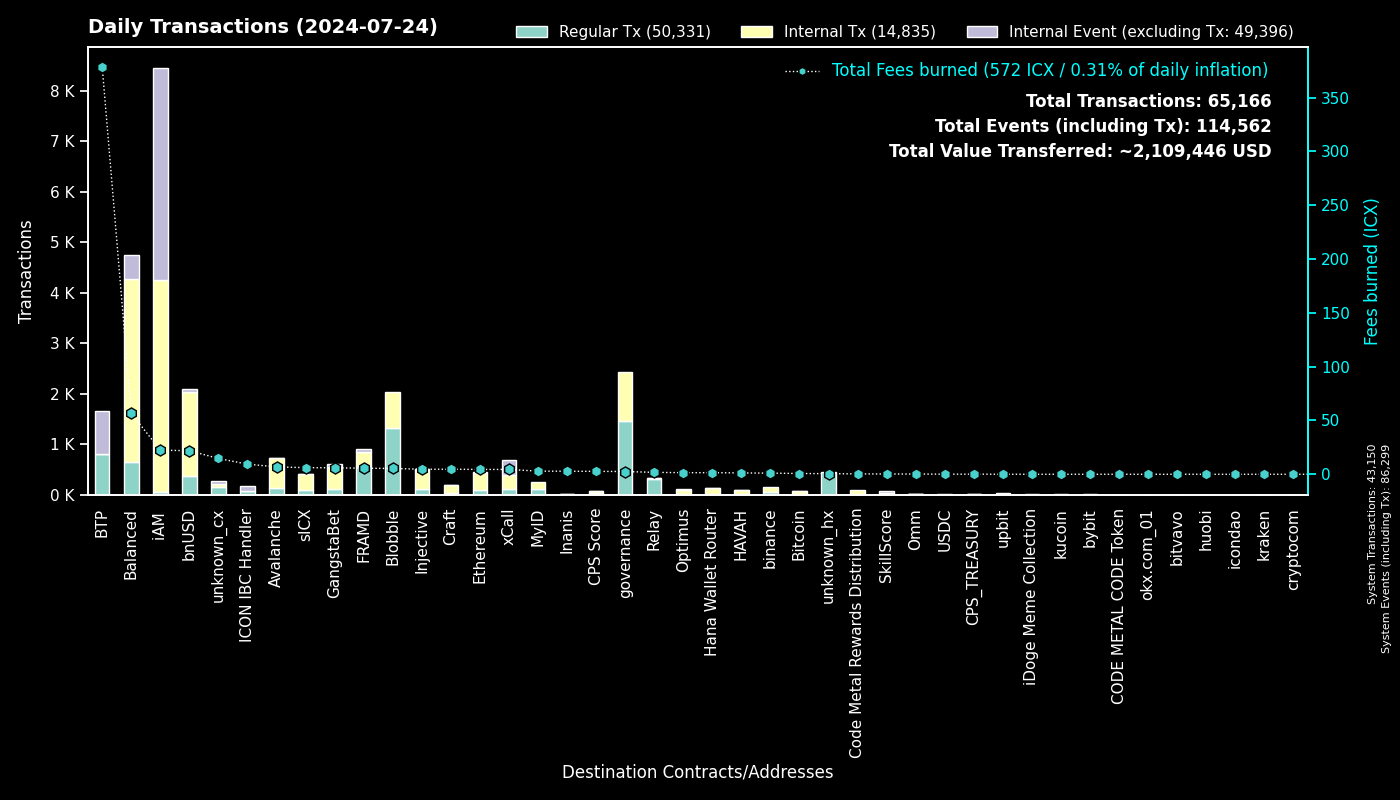 Daily Transactions (2024-07-24)
Regular Tx (50,331)
Internal Tx (14,835)
Internal Event (excluding Tx: 49,396)
Total Fees burned (572 ICX / 0.31% of daily inflation)
Total Transactions: 65,166
Total Events (including Tx): 114,562
Total Value Transferred: ~2,109,446 USD
Transactions
8 K
7 K
6 K
5 K
4 K
3 K
2 K
1 K
0 K
350
300
250
200
150
100
50
0
Fees burned (ICX)
BTP
Balanced
iAM
bnUSD
unknown_cx
ICON IBC Handler
Avalanche
sICX
GangstaBet
FRAMD
Blobble
Injective
Craft
Ethereum
xCall
MyID
Inanis
CPS Score
governance
Relay
Optimus
Hana Wallet Router
HAVAH
binance
Bitcoin
unknown_hx
Code Metal Rewards Distribution
SkillScore
Omm
USDC
CPS_TREASURY
upbit
iDoge Meme Collection
kucoin
bybit
CODE METAL CODE Token
okx.com_01
bitvavo
huobi
icondao
kraken
cryptocom
Destination Contracts/Addresses
System Transactions: 43,150
System Events (including Tx): 86,299